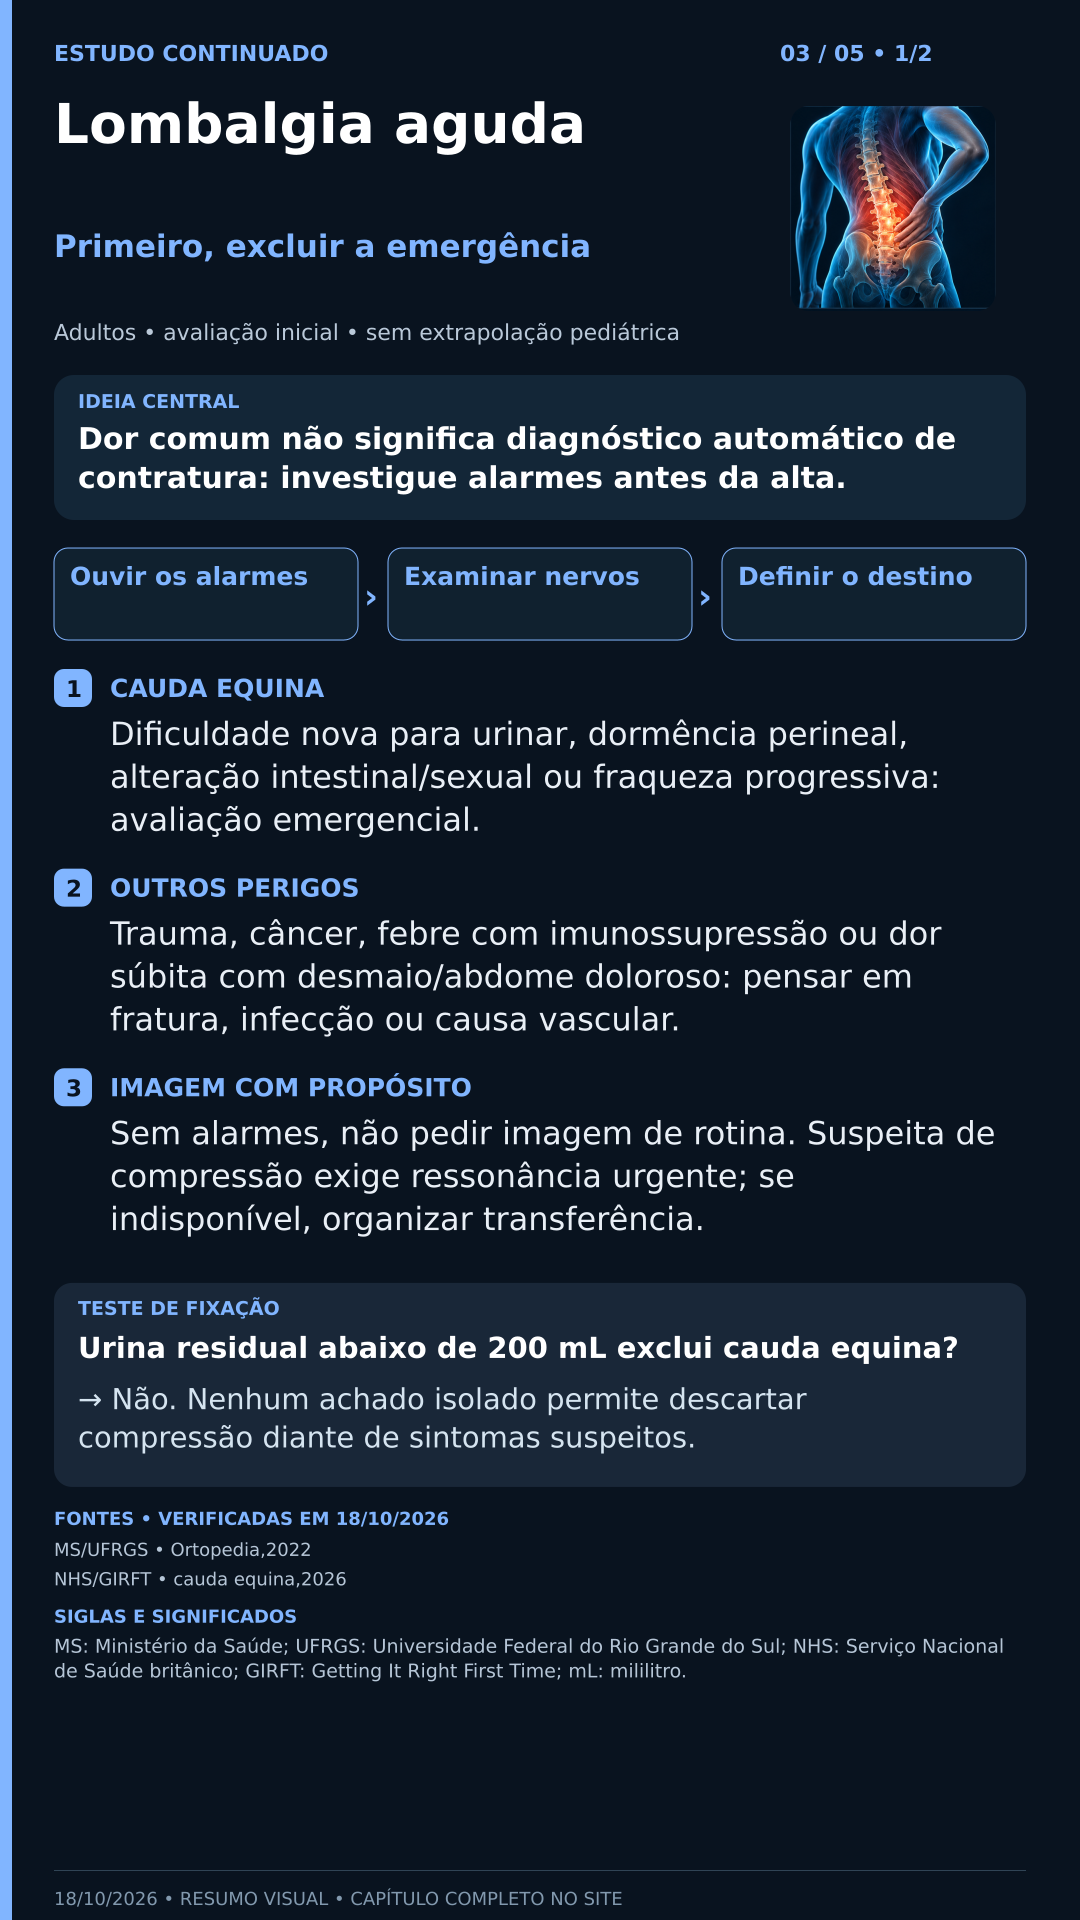 ESTUDO CONTINUADO
03 / 05 • 1/2
Lombalgia aguda
Primeiro, excluir a emergência
Adultos • avaliação inicial • sem extrapolação pediátrica
IDEIA CENTRAL
Dor comum não significa diagnóstico automático de
contratura: investigue alarmes antes da alta.
Ouvir os alarmes
›
Examinar nervos
›
Definir o destino
1 CAUDA EQUINA
Dificuldade nova para urinar, dormência perineal,
alteração intestinal/sexual ou fraqueza progressiva:
avaliação emergencial.
2 OUTROS PERIGOS
Trauma, câncer, febre com imunossupressão ou dor
súbita com desmaio/abdome doloroso: pensar em
fratura, infecção ou causa vascular.
3 IMAGEM COM PROPÓSITO
Sem alarmes, não pedir imagem de rotina. Suspeita de
compressão exige ressonância urgente; se
indisponível, organizar transferência.
TESTE DE FIXAÇÃO
Urina residual abaixo de 200 mL exclui cauda equina?
→ Não. Nenhum achado isolado permite descartar
compressão diante de sintomas suspeitos.
FONTES • VERIFICADAS EM 18/10/2026
MS/UFRGS • Ortopedia,2022
NHS/GIRFT • cauda equina,2026
SIGLAS E SIGNIFICADOS
MS: Ministério da Saúde; UFRGS: Universidade Federal do Rio Grande do Sul; NHS: Serviço Nacional
de Saúde britânico; GIRFT: Getting It Right First Time; mL: mililitro.
18/10/2026 • RESUMO VISUAL • CAPÍTULO COMPLETO NO SITE